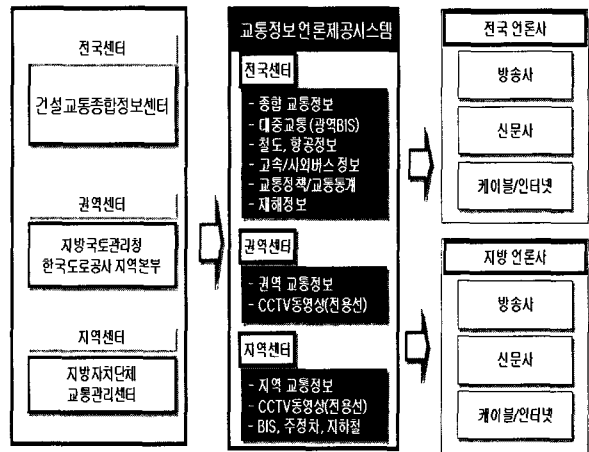 전국센터
건설교통종합정보센터
권역센터
지방국토관리청
한국도로공사 지역본부
지역센터
지방자치단체
교통관리센터
교통정보언론제공시스템
전국센터
- 종합 교통정보
- 대중교통 (광역BIS)
- 철도, 항공정보
- 고속/시외버스 정보
- 교통정책/교통통계
- 재해정보
권역센터
- 권역 교통정보
- CCTV동영상(전용선)
지역센터
- 지역 교통정보
- CCTV동영상(전용선)
- BIS, 주정차, 지하철
전국 언론사
방송사
신문사
케이블/인터넷
지방 언론사
방송사
신문사
케이블/인터넷